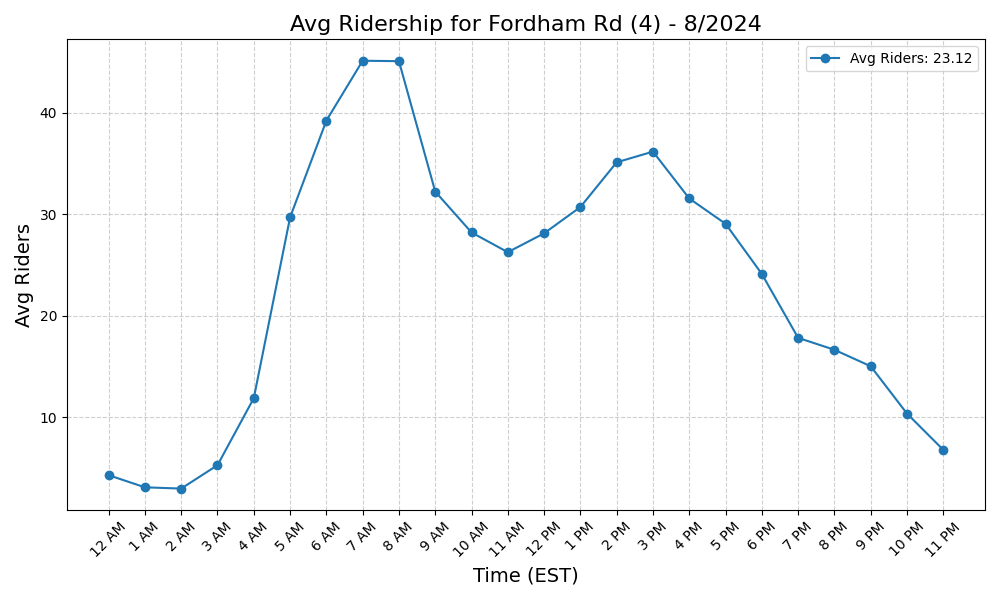 Avg Ridership for Fordham Rd (4) - 8/2024
Avg Riders: 23.12
Avg Riders
40
30
20
10
12 AM
1 AM
2 AM
3 AM
4 AM
5 AM
6 AM
7 AM
8 AM
9 AM
10 AM
11 AM
12 PM
1 PM
2 PM
3 PM
4 PM
5 PM
6 PM
7 PM
8 PM
9 PM
10 PM
11 PM
Time (EST)